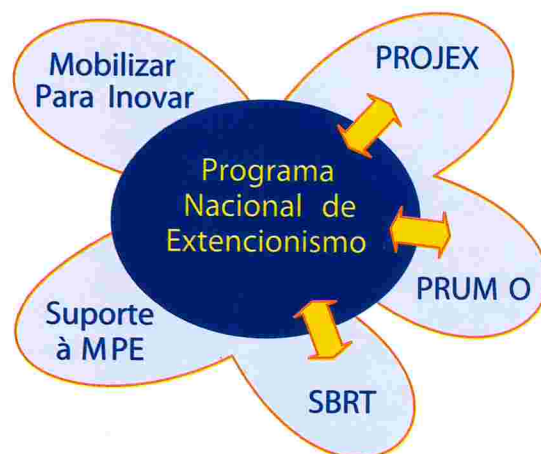 Mobilizar
Para Inovar
PROJEX
Programa
Nacional de
Extencionismo
PRUM O
Suporte
à MPE
SBRT